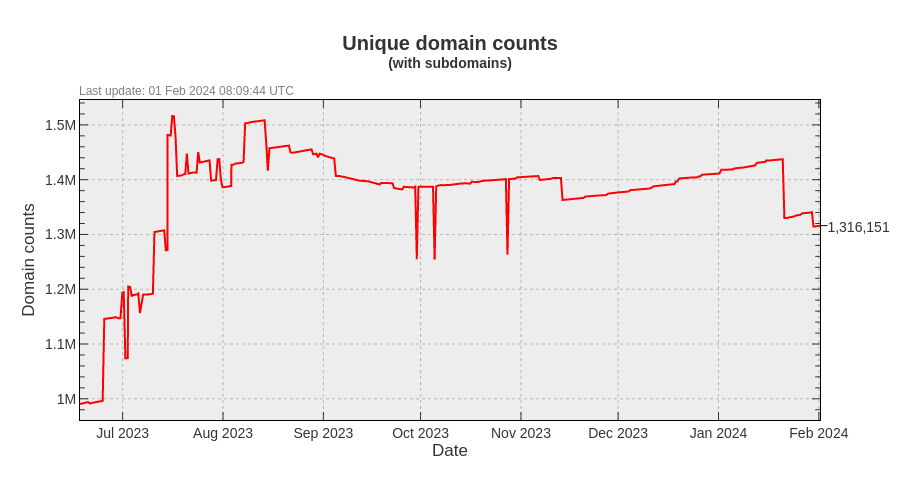 Unique domain counts
(with subdomains)
Last update: 01 Feb 2024 08:09:44 UTC
1.5M
1.4M
1.3M
1.2M
1.1M
1M
Domain counts
1,316,151
Jul 2023 Aug 2023 Sep 2023 Oct 2023 Nov 2023 Dec 2023 Jan 2024 Feb 2024
Date